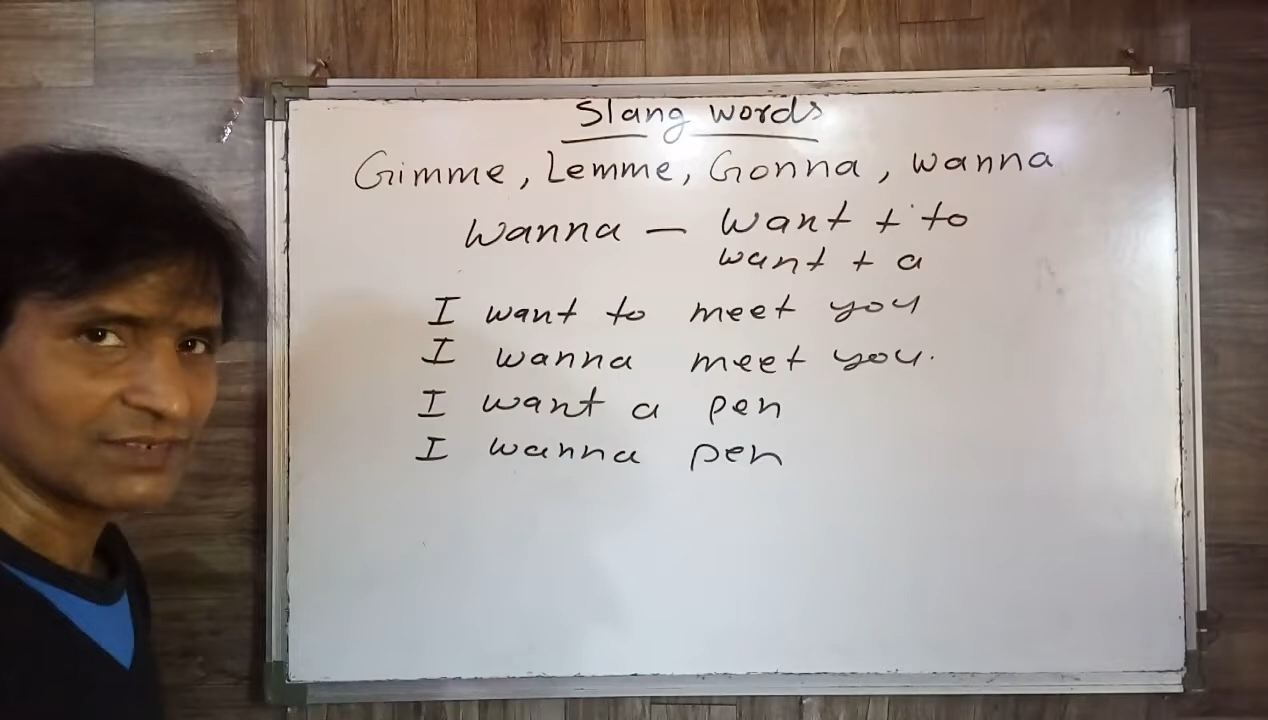 Slang words
Gimme, Lemme, Gonna, wanna
Wanna — Want + to
want + a
I want to meet you
I wanna meet you.
I want a pen
I wanna pen